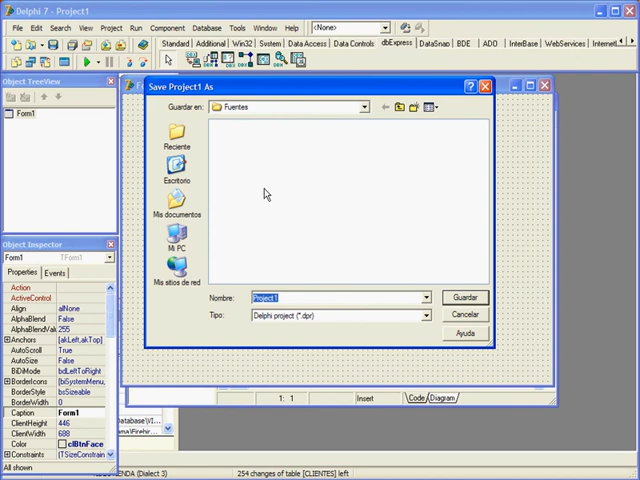 Delphi 7 - Project1
File Edit Search View Project Run Component Database Tools Window Help <None>
Standard Additional Win32 System Data Access Data Controls dbExpress DataSnap BDE ADO InterBase WebServices
Object TreeView
Form1
Save Project1 As
Guardar en: Fuentes
Reciente
Escritorio
Mis documentos
Mi PC
Mis sitios de red
Nombre: Project1 Guardar
Tipo: Delphi project (*.dpr) Cancelar
Ayuda
Object Inspector
Form1 TForm1
Properties Events
Action
ActiveControl
Align alNone
AlphaBlend False
AlphaBlendValu 255
Anchors [akLeft,akTop]
AutoScroll True
AutoSize False
BiDiMode bdLeftToRight
BorderIcons [biSystemMenu,
BorderStyle bsSizeable
BorderWidth 0
Caption Form1
ClientHeight 446
ClientWidth 688
Color clBtnFace
Constraints (TSizeConstrain
All shown
1: 1 Insert Code Diagram
254 changes of table [CLIENTES] left
(Dialect 3)